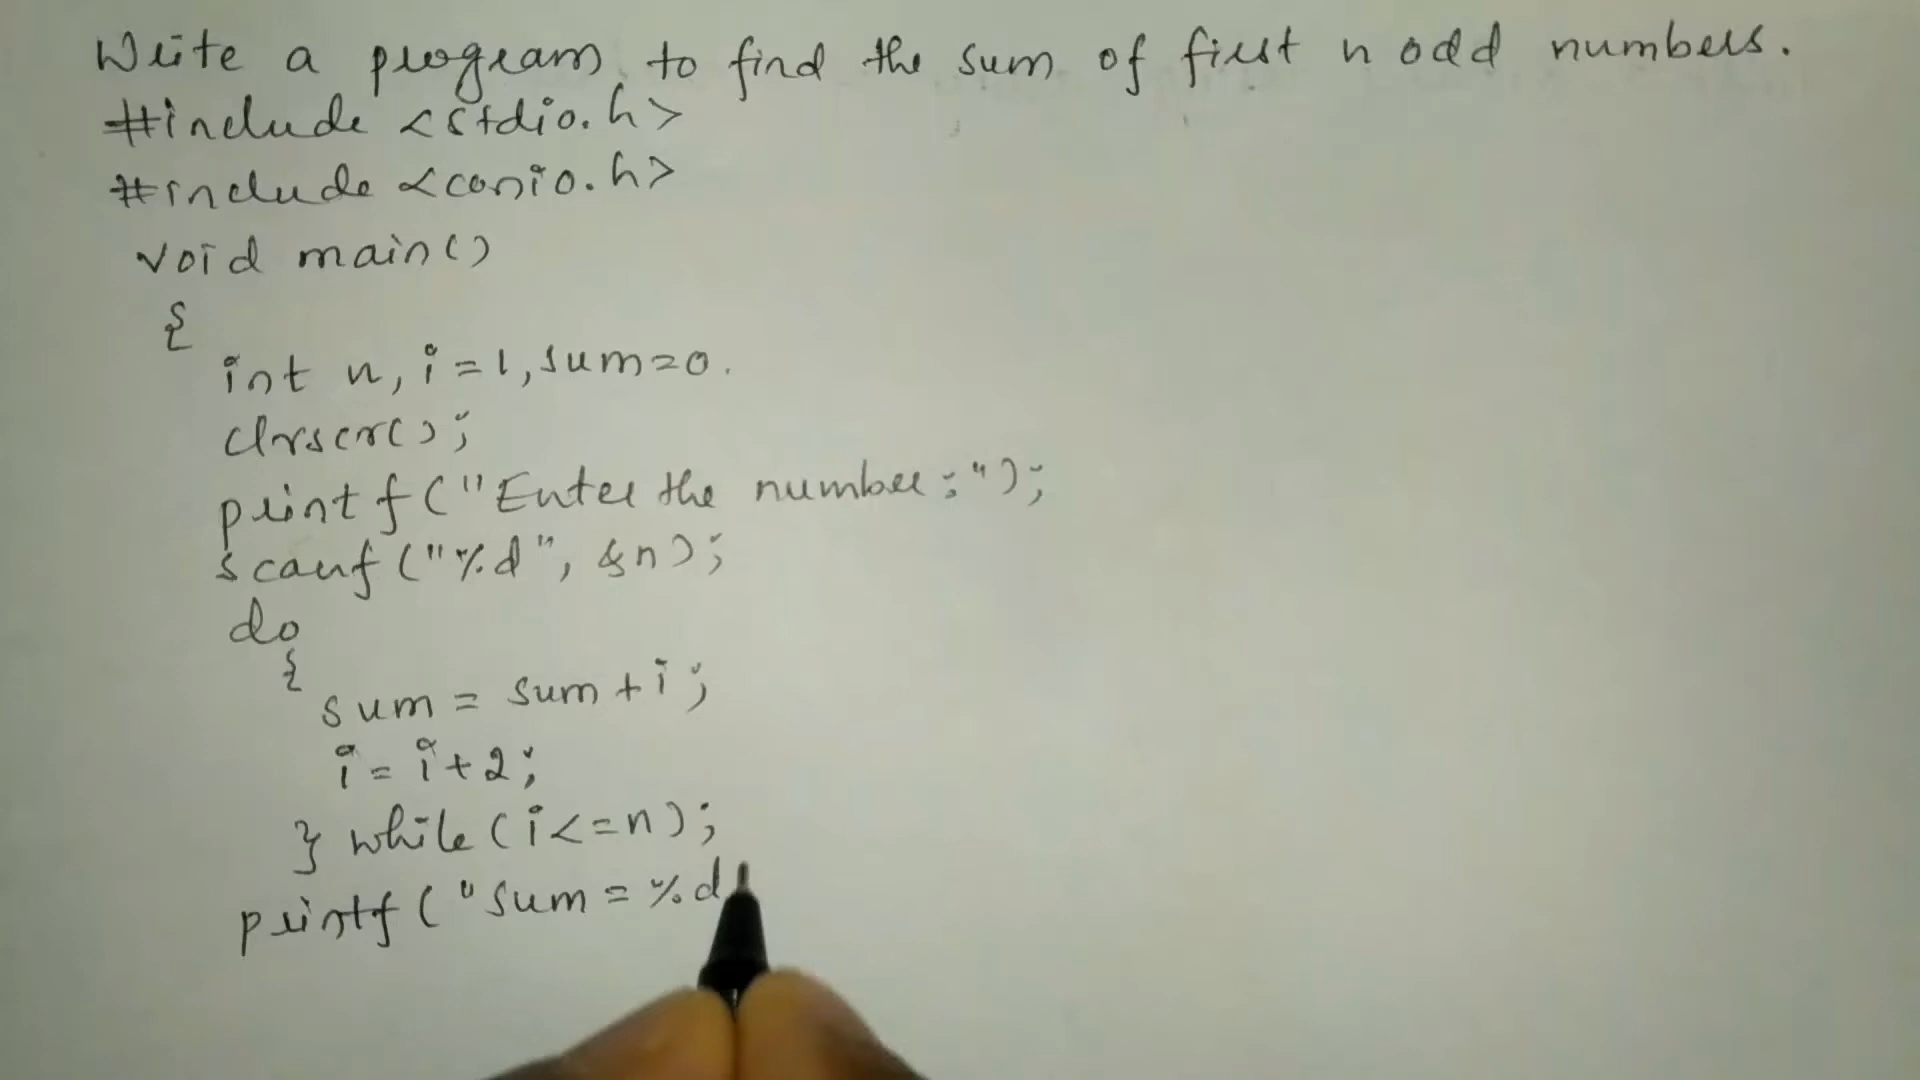 Write a program to find the sum of first n odd numbers.
#include <stdio.h>
#include <conio.h>
void main()
{
int n, i = 1, sum=0.
clrscr();
printf("Enter the number:");
scanf("%d", &n);
do
{
sum = sum + i;
i = i + 2;
} while (i<=n);
printf("sum = %d